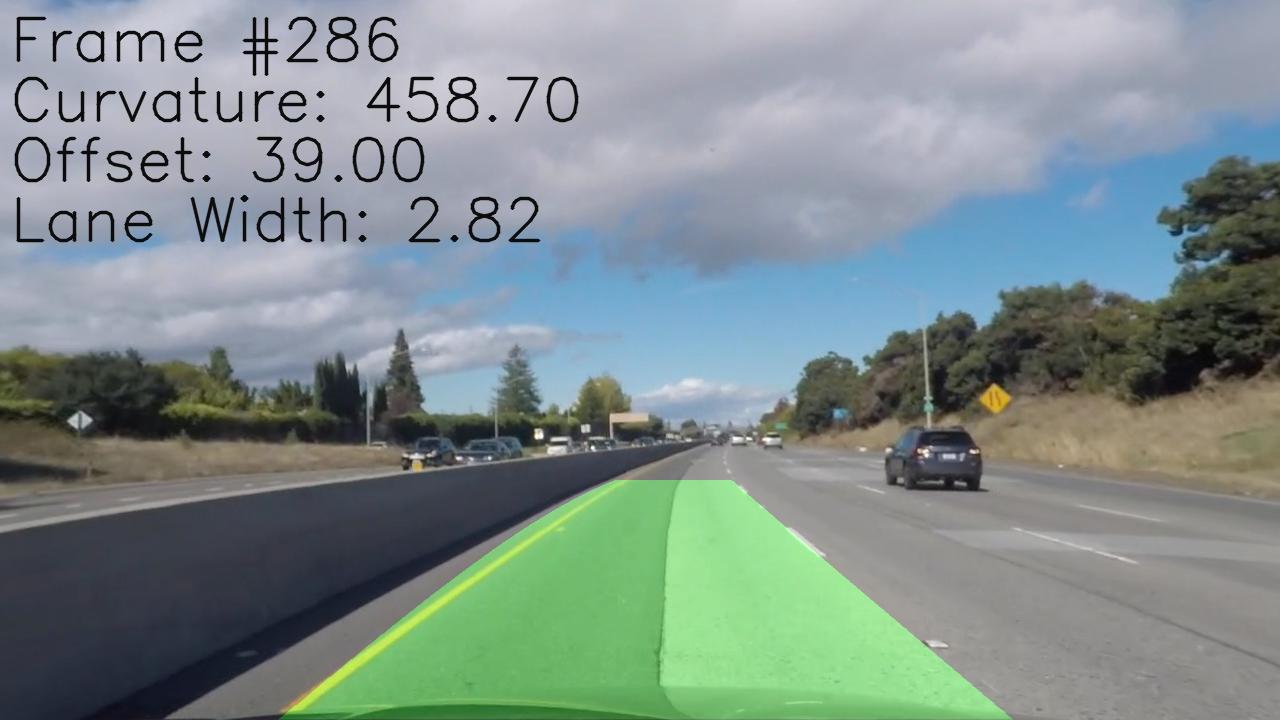 Frame #286
Curvature: 458.70
Offset: 39.00
Lane Width: 2.82